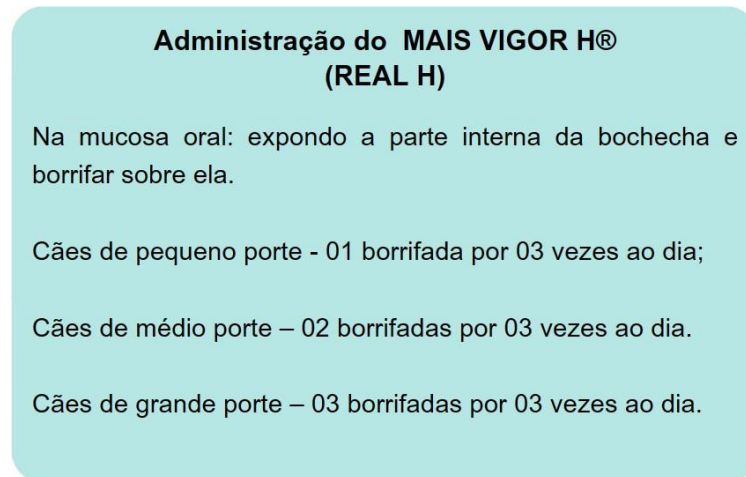 Administração do MAIS VIGOR H®
(REAL H)
Na mucosa oral: expondo a parte interna da bochecha e
borrifar sobre ela.
Cães de pequeno porte - 01 borrifada por 03 vezes ao dia;
Cães de médio porte – 02 borrifadas por 03 vezes ao dia.
Cães de grande porte – 03 borrifadas por 03 vezes ao dia.